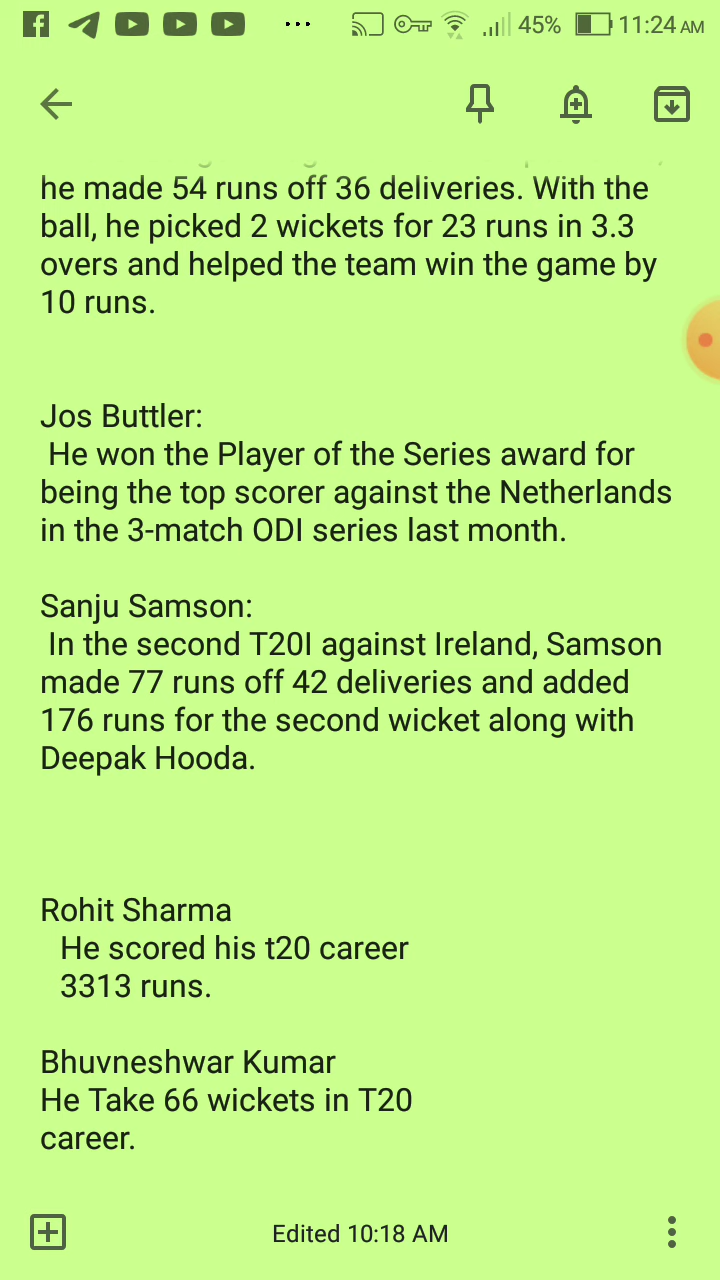 45% 11:24 AM
he made 54 runs off 36 deliveries. With the
ball, he picked 2 wickets for 23 runs in 3.3
overs and helped the team win the game by
10 runs.
Jos Buttler:
He won the Player of the Series award for
being the top scorer against the Netherlands
in the 3-match ODI series last month.
Sanju Samson:
In the second T20I against Ireland, Samson
made 77 runs off 42 deliveries and added
176 runs for the second wicket along with
Deepak Hooda.
Rohit Sharma
He scored his t20 career
3313 runs.
Bhuvneshwar Kumar
He Take 66 wickets in T20
career.
Edited 10:18 AM